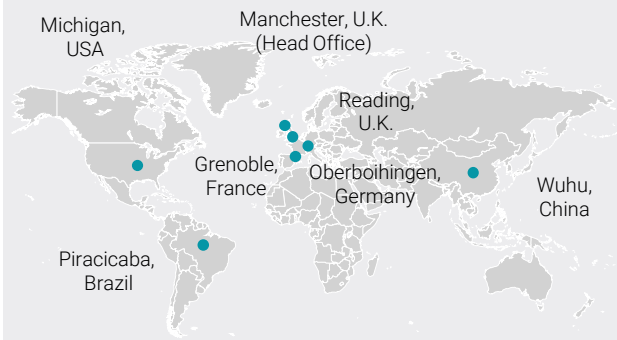 Michigan,
USA
Manchester, U.K.
(Head Office)
Reading,
U.K.
Grenoble,
France
Oberboihingen,
Germany
Wuhu,
China
Piracicaba,
Brazil